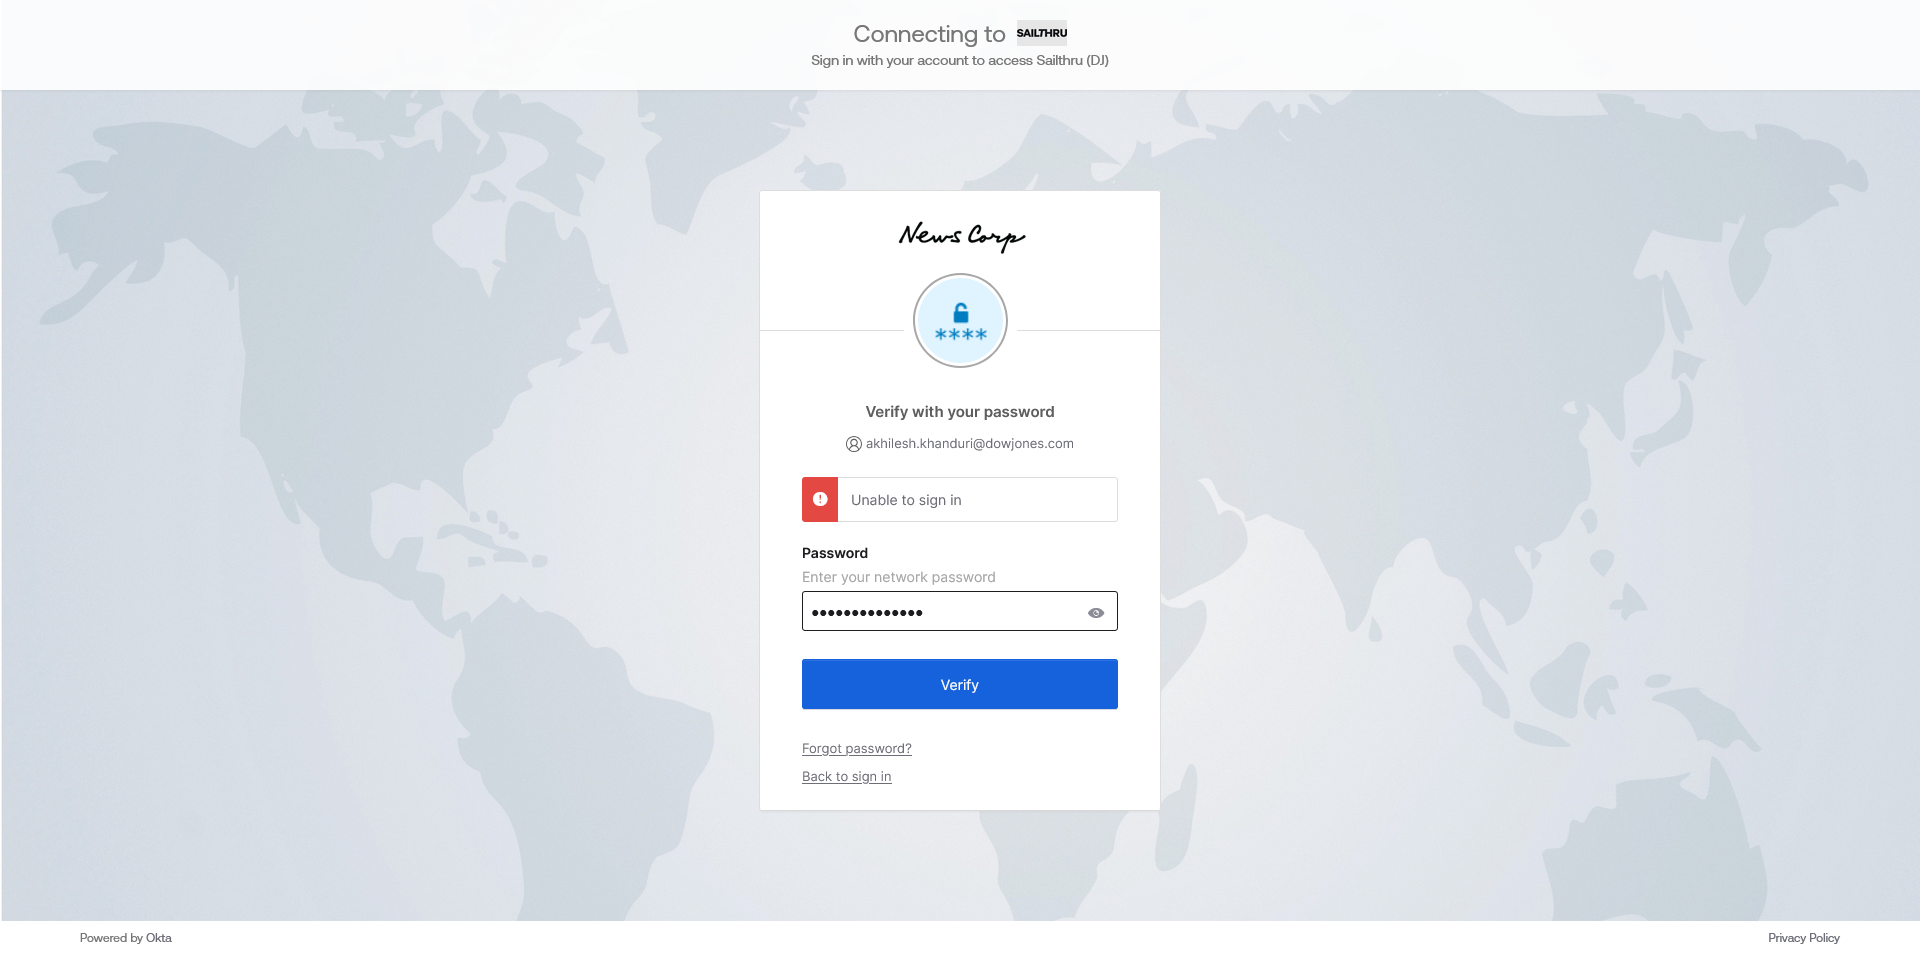 Connecting to SAILTHRU
Sign in with your account to access Sailthru (DJ)
News Corp
****
Verify with your password
akhilesh.khanduri@dowjones.com
Unable to sign in
Password
Enter your network password
••••••••••••••
Verify
Forgot password?
Back to sign in
Powered by Okta
Privacy Policy